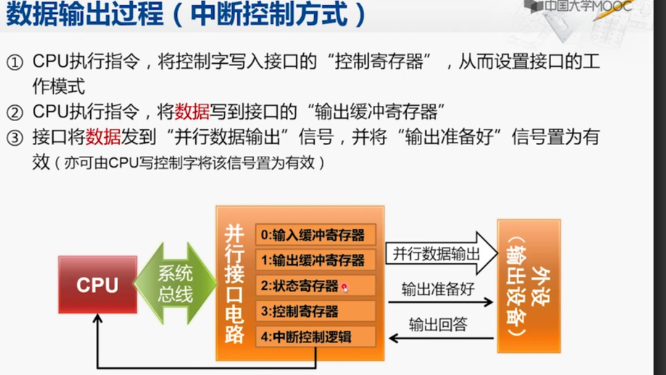 数据输出过程（中断控制方式）
中国大学MOOC
① CPU执行指令，将控制字写入接口的“控制寄存器”，从而设置接口的工
作模式
② CPU执行指令，将数据写到接口的“输出缓冲寄存器”
③ 接口将数据发到“并行数据输出”信号，并将“输出准备好”信号置为有
效（亦可由CPU写控制字将该信号置为有效）
CPU
系统
总线
并行接口电路
0:输入缓冲寄存器
1:输出缓冲寄存器
2:状态寄存器
3:控制寄存器
4:中断控制逻辑
并行数据输出
输出准备好
输出回答
外设
（输出设备）